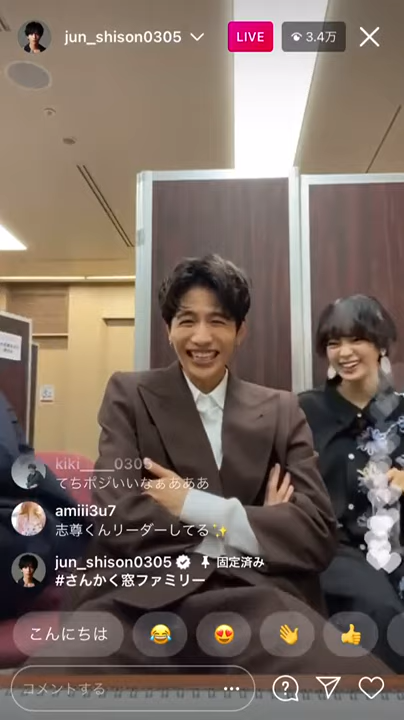 jun_shison0305
LIVE
3.4万
kiki____0305
てちポジいいなぁあああ
amiii3u7
志尊くんリーダーしてる✨
jun_shison0305 固定済み
#さんかく窓ファミリー
こんにちは
コメントする